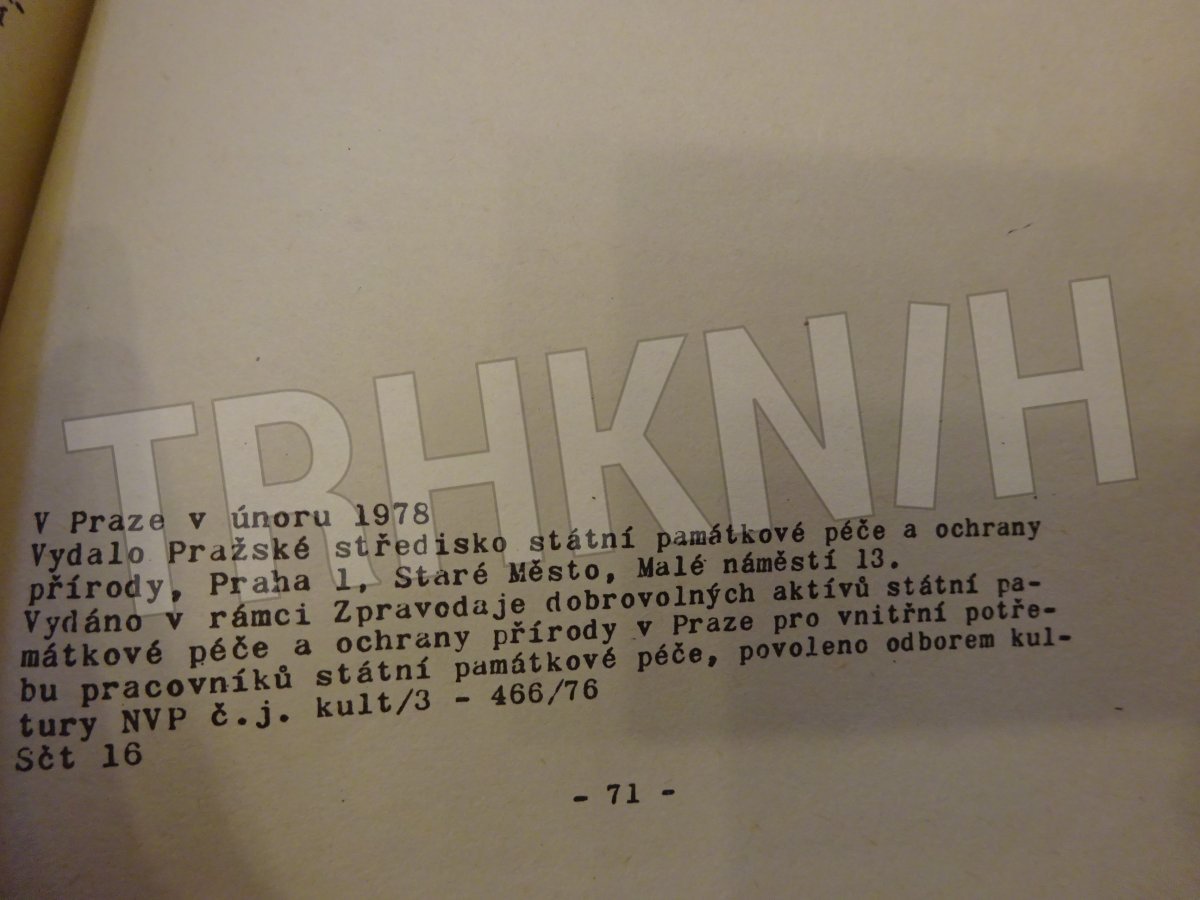 TRHKNIH
V Praze v únoru 1978
Vydalo Pražské středisko státní památkové péče a ochrany
přírody, Praha 1, Staré Město, Malé náměstí 13.
Vydáno v rámci Zpravodaje dobrovolných aktivů státní pa-
mátkové péče a ochrany přírody v Praze pro vnitřní potře-
bu pracovníků státní památkové péče, povoleno odborem kul-
tury NVP č.j. kult/3 - 466/76
Sčt 16
- 71 -